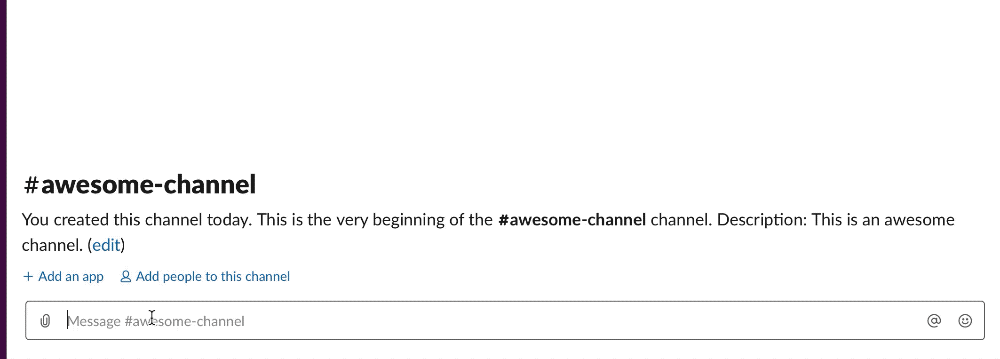 #awesome-channel
You created this channel today. This is the very beginning of the #awesome-channel channel. Description: This is an awesome
channel. (edit)
+ Add an app Add people to this channel
Message #awesome-channel @